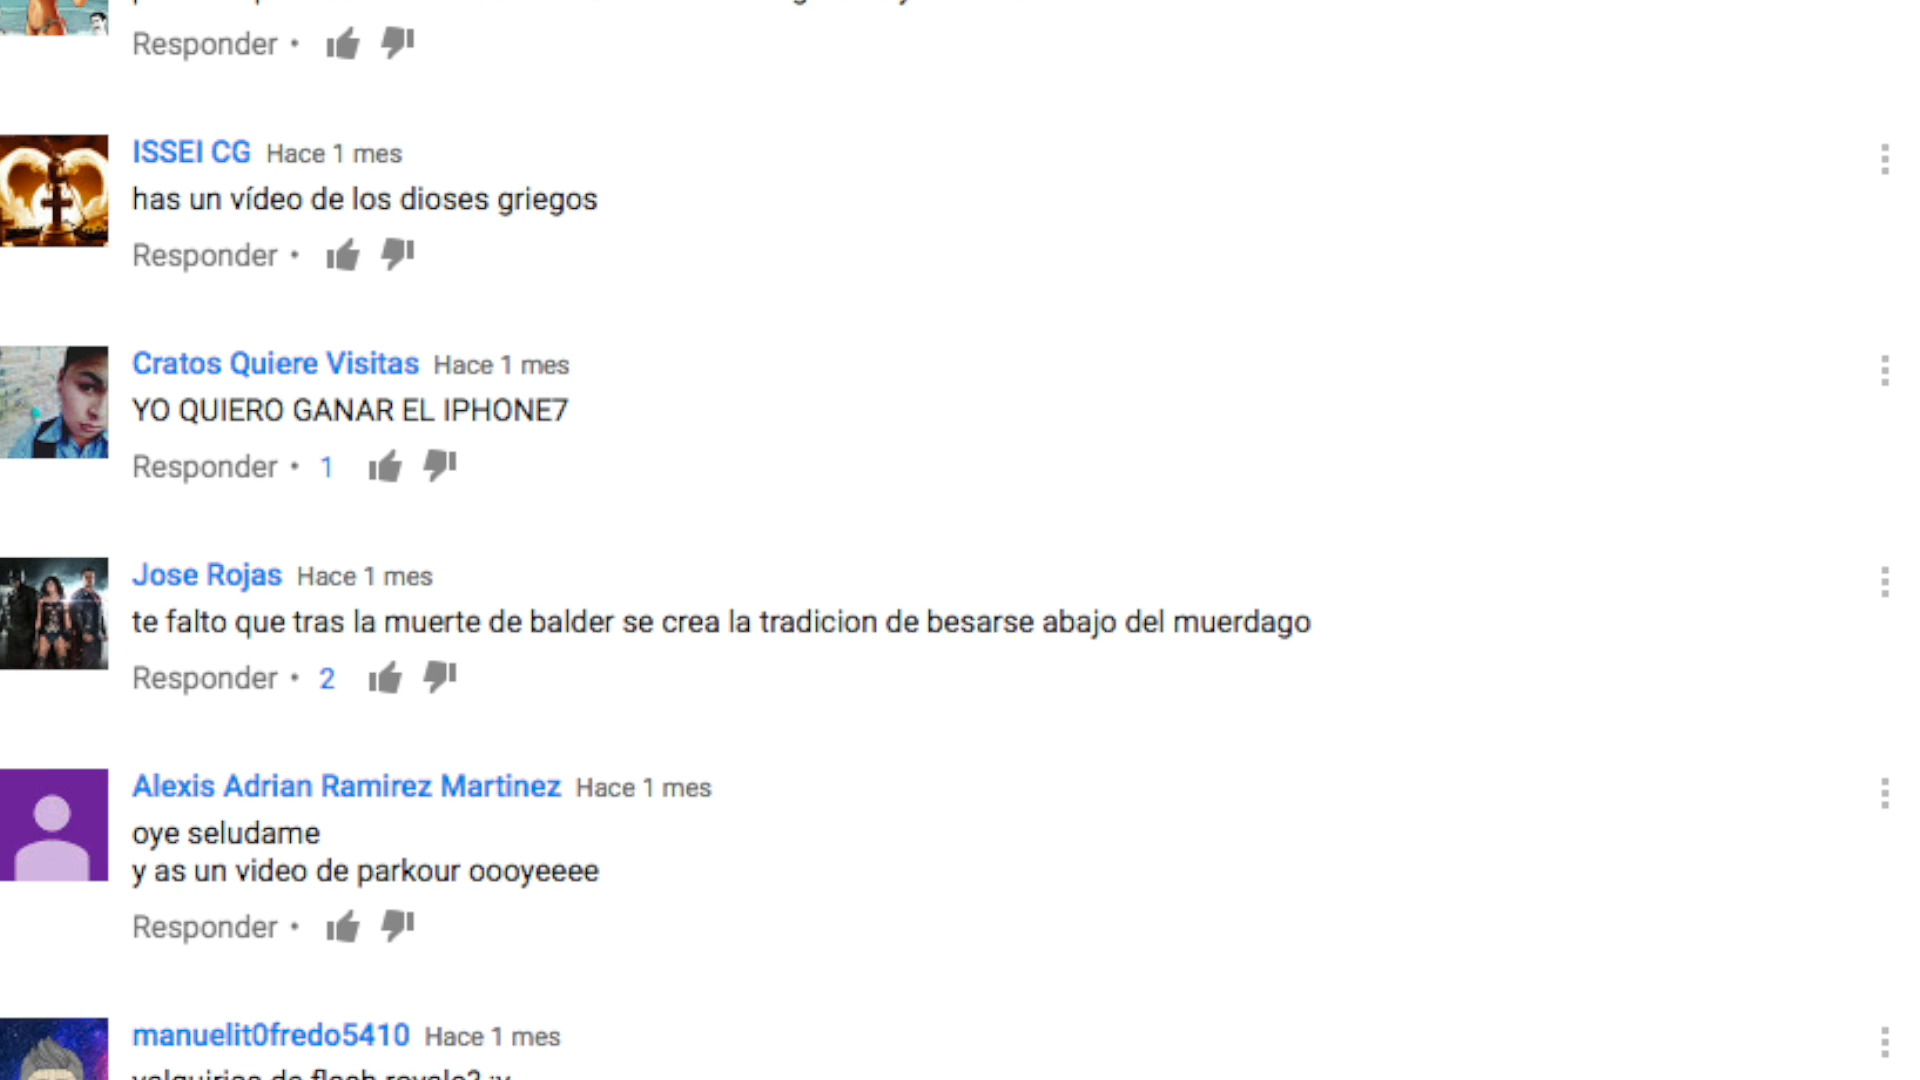 Responder •
ISSEI CG Hace 1 mes
has un vídeo de los dioses griegos
Responder •
Cratos Quiere Visitas Hace 1 mes
YO QUIERO GANAR EL IPHONE7
Responder • 1
Jose Rojas Hace 1 mes
te falto que tras la muerte de balder se crea la tradicion de besarse abajo del muerdago
Responder • 2
Alexis Adrian Ramirez Martinez Hace 1 mes
oye seludame
y as un video de parkour oooyeeee
Responder •
manuelit0fredo5410 Hace 1 mes